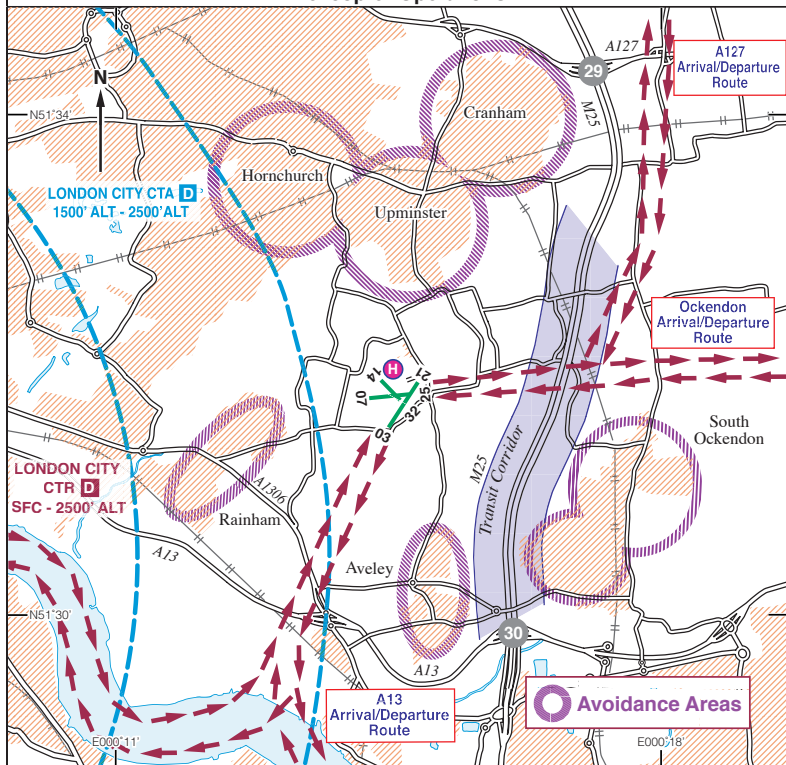 A127
29
A127
Arrival/Departure
Route
N
M25
Cranham
N51˚34'
Hornchurch
LONDON CITY CTA D
1500' ALT - 2500'ALT
Upminster
Ockendon
Arrival/Departure
Route
H
14
21
07
25
32
03
South
Ockendon
LONDON CITY
CTR D
SFC - 2500' ALT
M25
Transit Corridor
A1306
Rainham
A13
Aveley
N51˚30'
30
A13
A13
Arrival/Departure
Route
Avoidance Areas
E000˚11'
E000˚18'